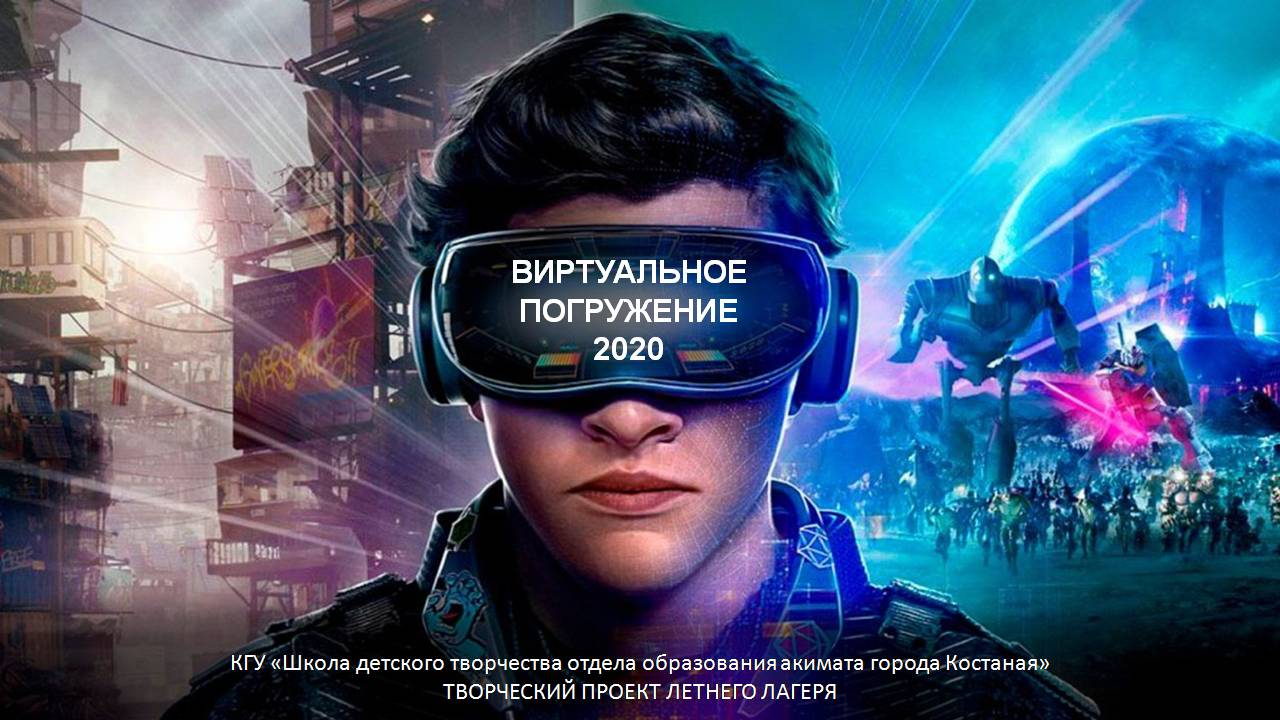 ВИРТУАЛЬНОЕ
ПОГРУЖЕНИЕ
2020
КГУ «Школа детского творчества отдела образования акимата города Костаная»
ТВОРЧЕСКИЙ ПРОЕКТ ЛЕТНЕГО ЛАГЕРЯ